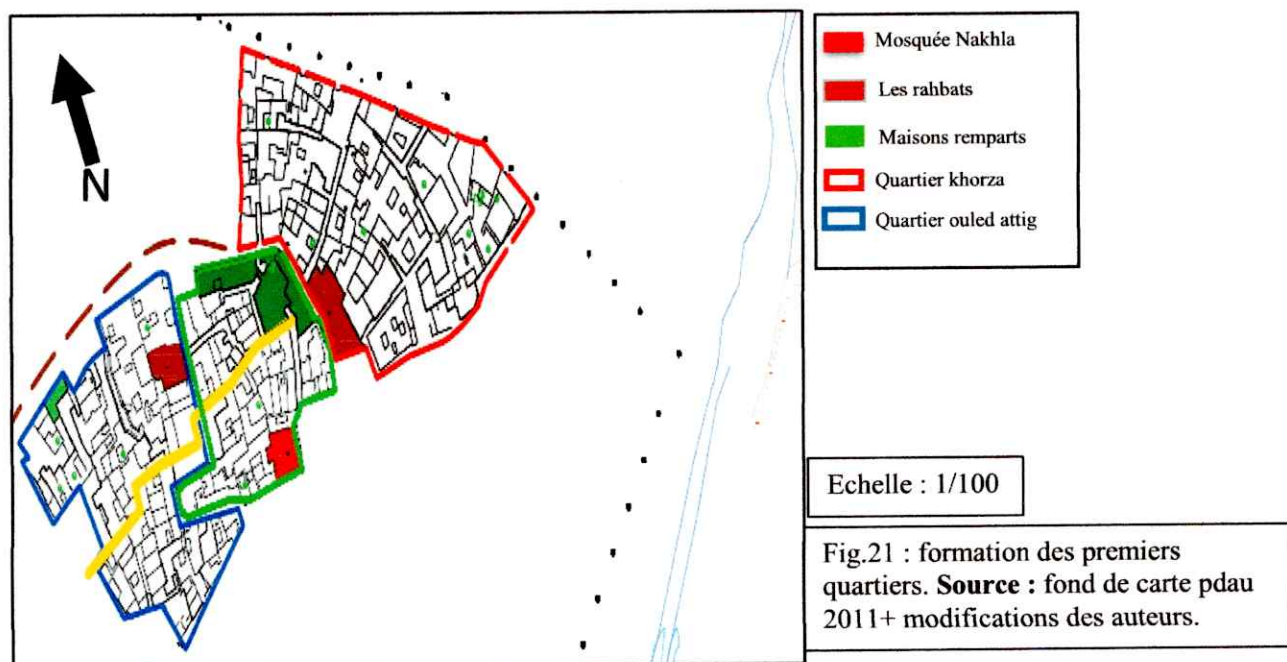 N
Mosquée Nakhla
Les rahbats
Maisons remparts
Quartier khorza
Quartier ouled attig
Echelle : 1/100
Fig.21 : formation des premiers
quartiers. Source : fond de carte pdau
2011+ modifications des auteurs.